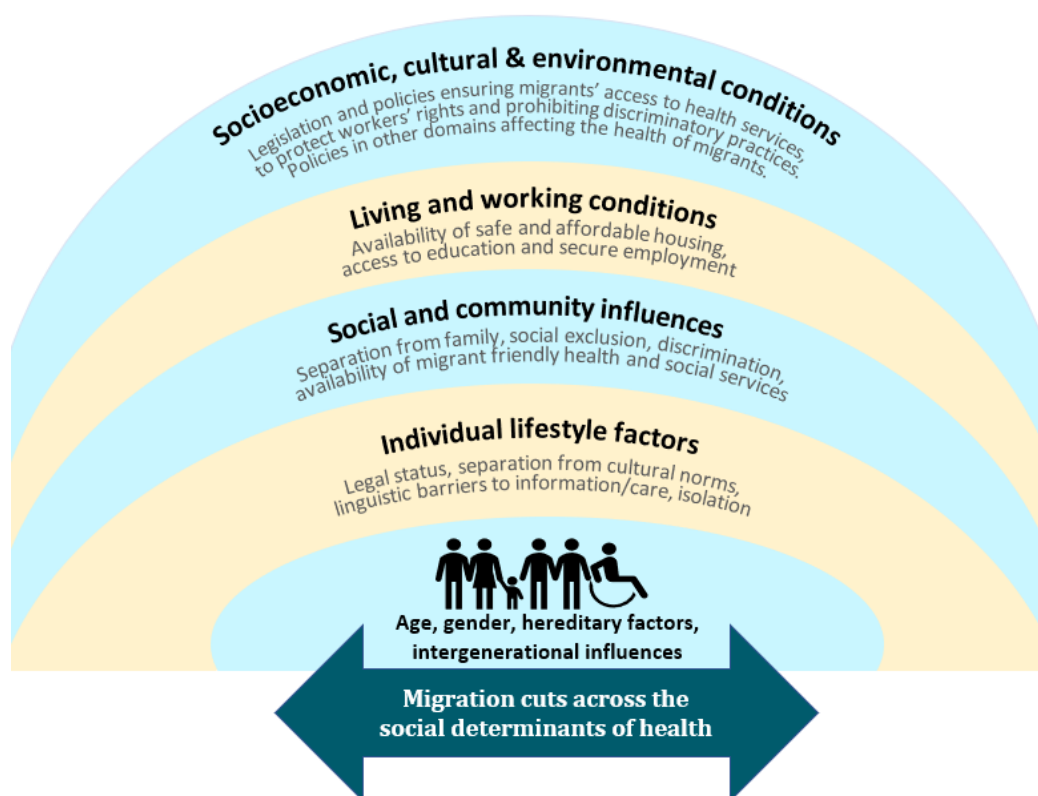 Socioeconomic, cultural & environmental conditions
Legislation and policies ensuring migrants’ access to health services,
to protect workers’ rights and prohibiting discriminatory practices.
Policies in other domains affecting the health of migrants.
Living and working conditions
Availability of safe and affordable housing,
access to education and secure employment
Social and community influences
Separation from family, social exclusion, discrimination,
availability of migrant friendly health and social services
Individual lifestyle factors
Legal status, separation from cultural norms,
linguistic barriers to information/care, isolation
Age, gender, hereditary factors,
intergenerational influences
Migration cuts across the
social determinants of health